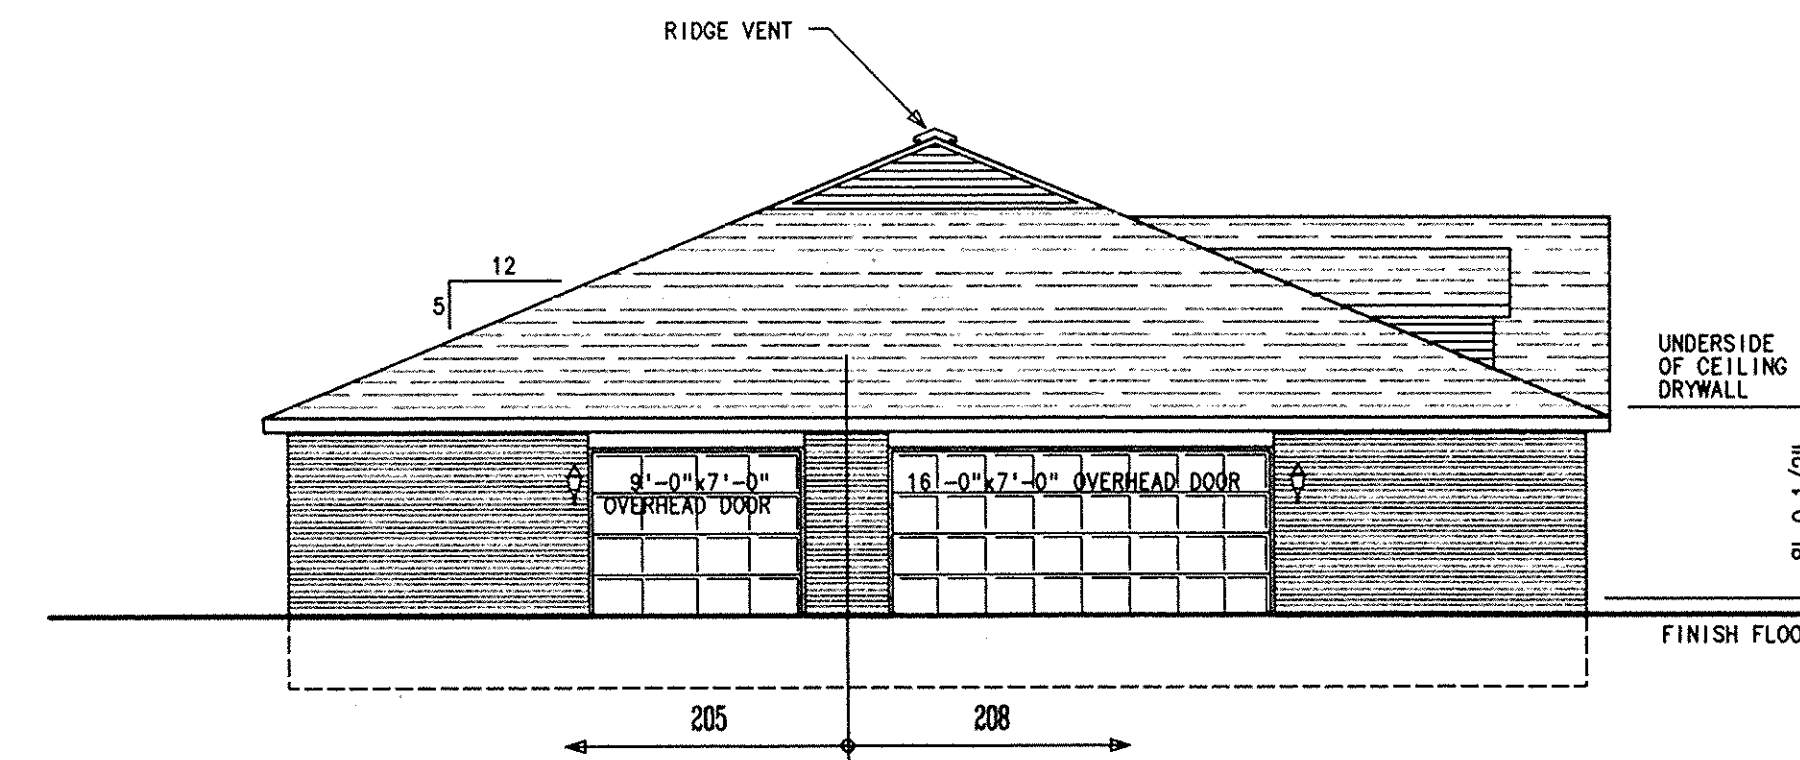 RIDGE VENT
12
5
UNDERSIDE
OF CEILING
DRYWALL
9'-0"x7'-0"
OVERHEAD DOOR
16'-0"x7'-0" OVERHEAD DOOR
FINISH FLOO
205
208